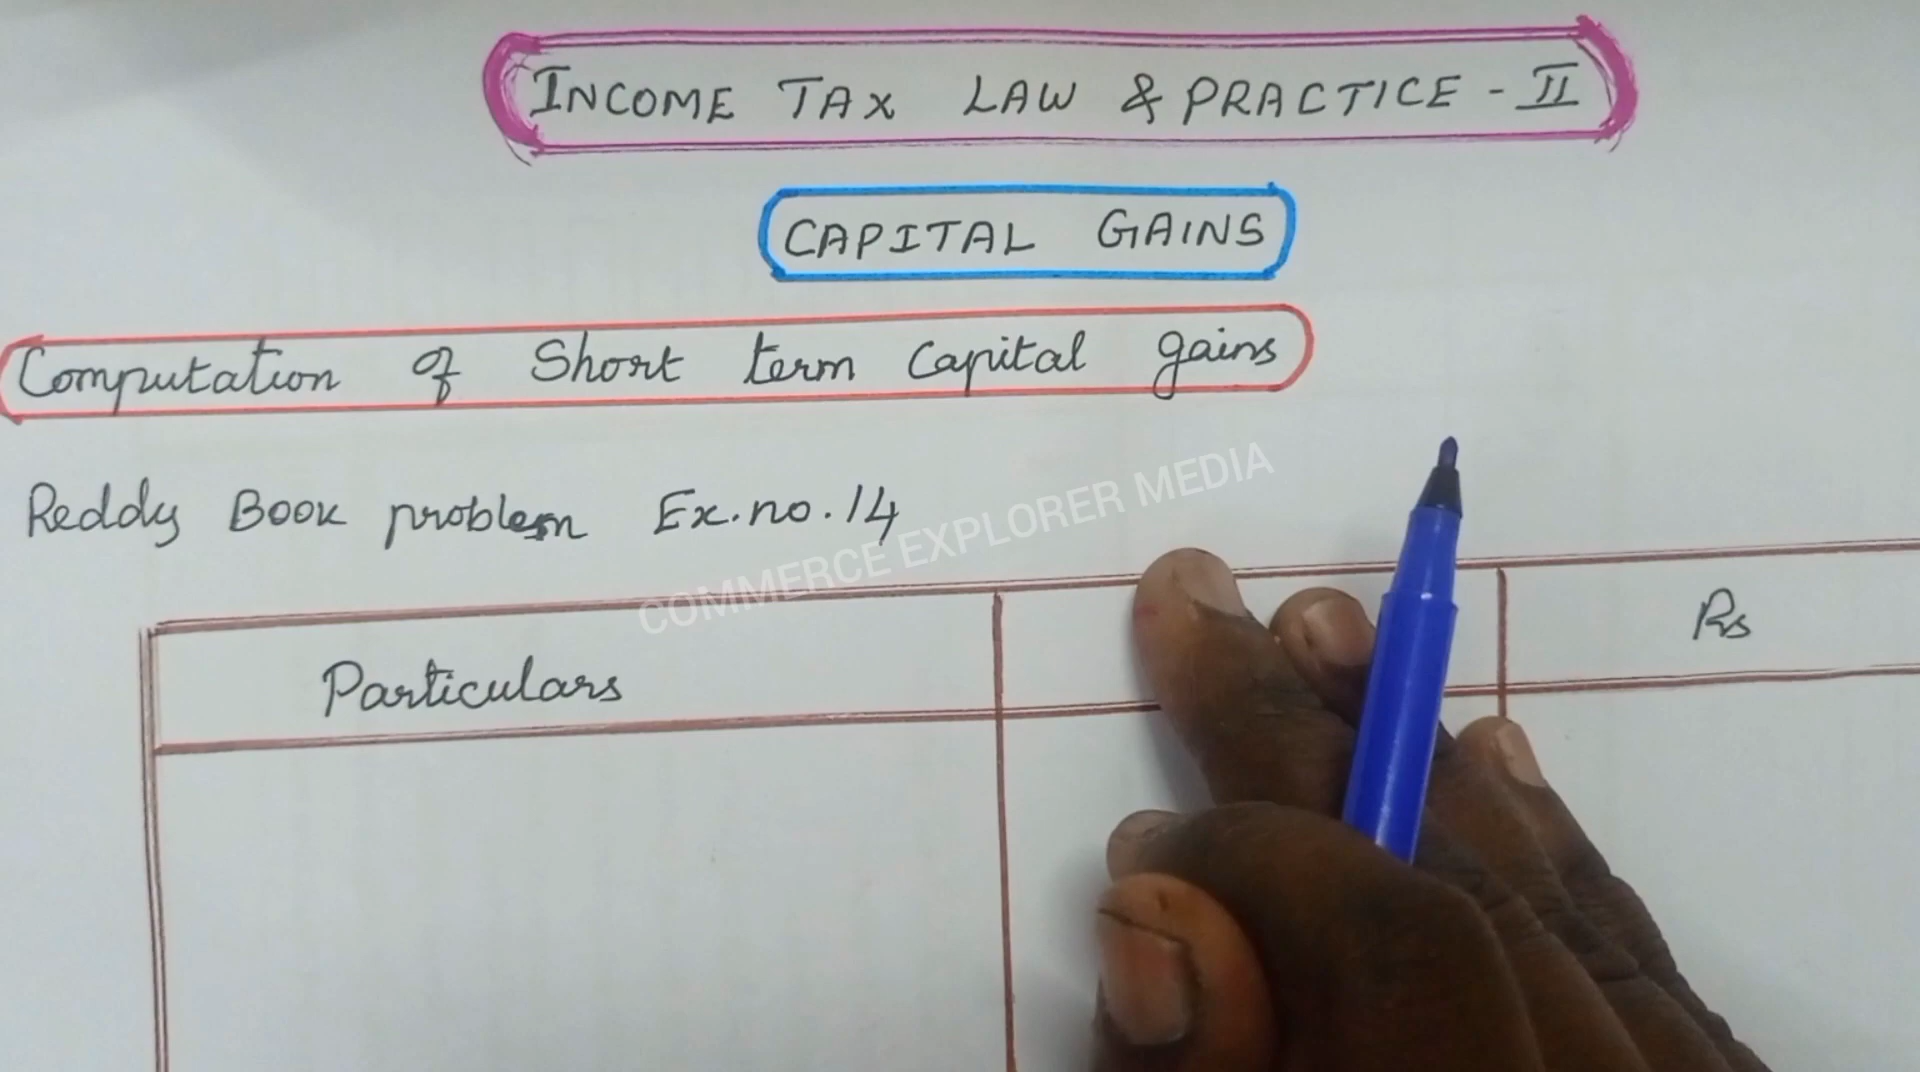 INCOME TAX LAW & PRACTICE - II
CAPITAL GAINS
Computation of Short term Capital gains
Reddy Book problem Ex.no.14
COMMERCE EXPLORER MEDIA
Particulars Rs